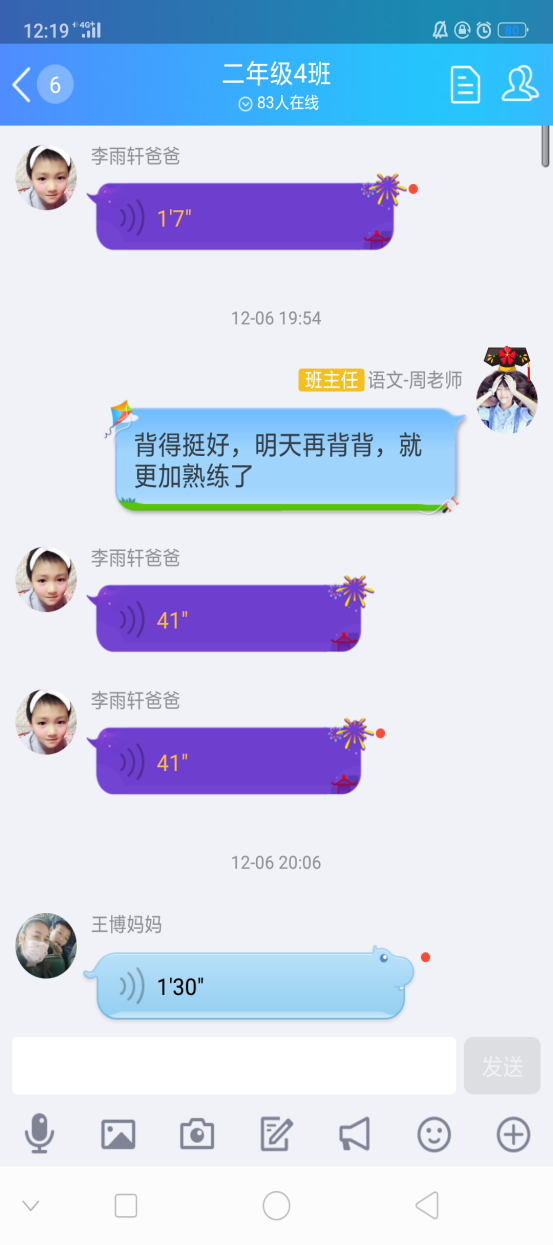 12:19 4G+ 80
6 二年级4班
83人在线
李雨轩爸爸
1'7"
12-06 19:54
班主任 语文-周老师
背得挺好，明天再背背，就
更加熟练了
李雨轩爸爸
41"
李雨轩爸爸
41"
12-06 20:06
王博妈妈
1'30"
发送